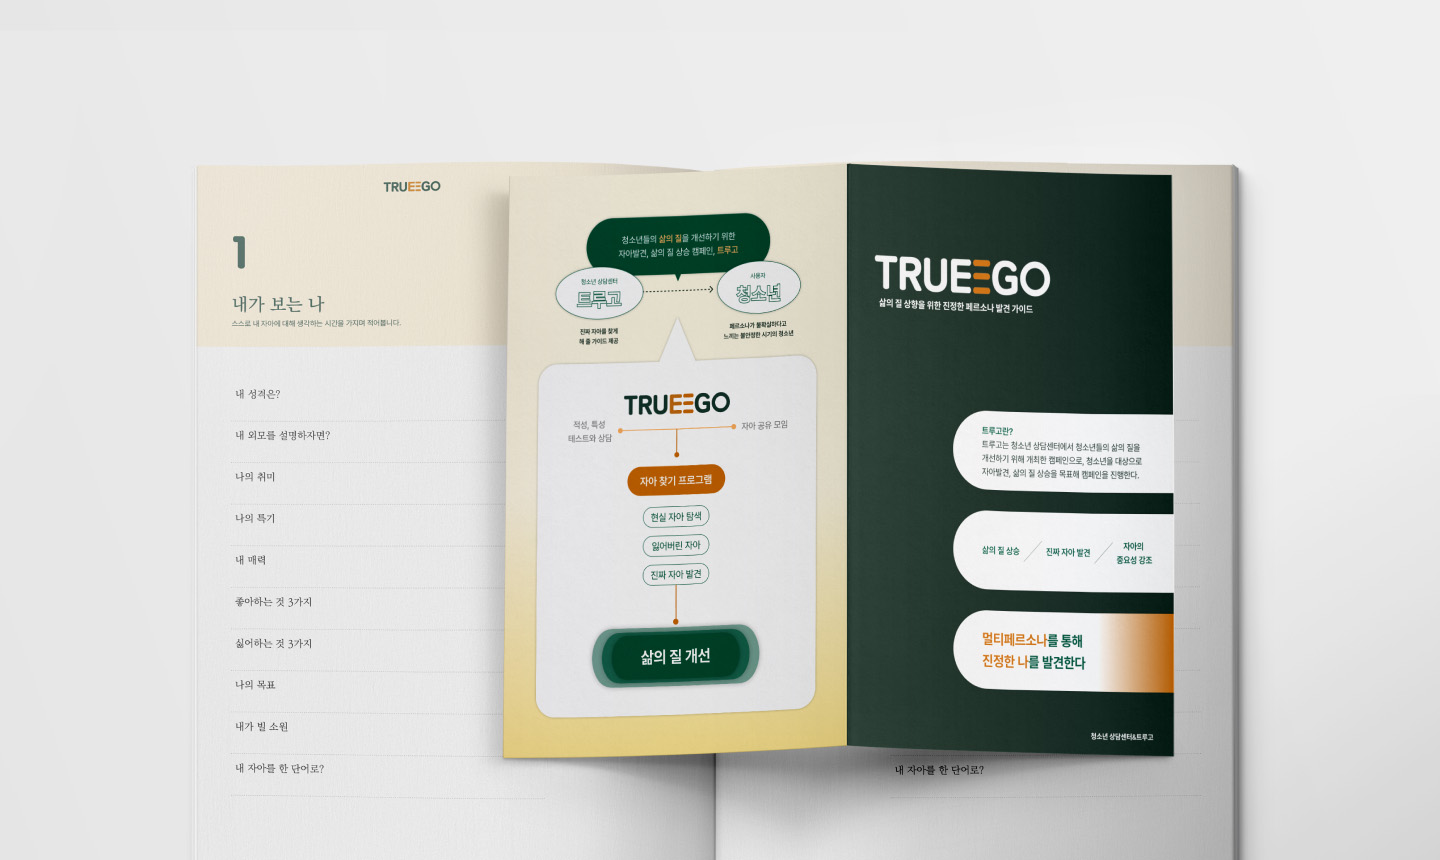 TRUEEGO
1
내가 보는 나
스스로 내 자아에 대해 생각하는 시간을 가지며 적어봅니다.
내 성격은?
내 외모를 설명하자면?
나의 취미
나의 특기
내 매력
좋아하는 것 3가지
싫어하는 것 3가지
나의 목표
내가 빌 소원
내 자아를 한 단어로?
청소년들의 삶의 질을 개선하기 위한
자아발견, 삶의 질 상승 캠페인, 트루고
청소년 상담센터
트루고
사용자
청소년
진짜 자아를 찾게
해 줄 가이드 제공
페르소나가 불확실하다고
느끼는 불안정한 시기의 청소년
TRUEEGO
적성, 특성
테스트와 상담
자아 공유 모임
자아 찾기 프로그램
현실 자아 탐색
잃어버린 자아
진짜 자아 발견
삶의 질 개선
TRUEEGO
삶의 질 상향을 위한 진정한 페르소나 발견 가이드
트루고란?
트루고는 청소년 상담센터에서 청소년들의 삶의 질을
개선하기 위해 개최한 캠페인으로, 청소년을 대상으로
자아발견, 삶의 질 상승을 목표해 캠페인을 진행한다.
삶의 질 상승
진짜 자아 발견
자아의
중요성 강조
멀티페르소나를 통해
진정한 나를 발견한다
청소년 상담센터&트루고
내 자아를 한 단어로?